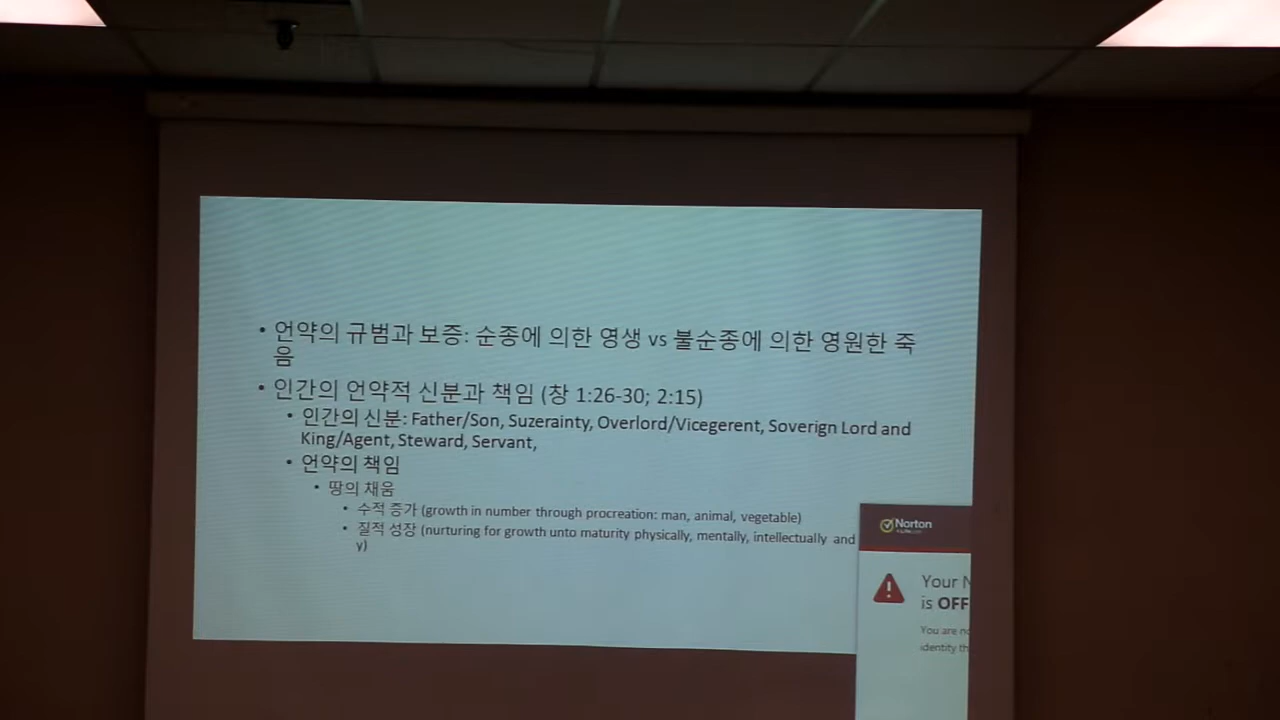 • 언약의 규범과 보증: 순종에 의한 영생 vs 불순종에 의한 영원한 죽
음
• 인간의 언약적 신분과 책임 (창 1:26-30; 2:15)
• 인간의 신분: Father/Son, Suzerainty, Overlord/Vicegerent, Soverign Lord and
King/Agent, Steward, Servant,
• 언약의 책임
• 땅의 채움
• 수적 증가 (growth in number through procreation: man, animal, vegetable)
• 질적 성장 (nurturing for growth unto maturity physically, mentally, intellectually and
y)
Norton
Your N
is OFF
You are no
identity th